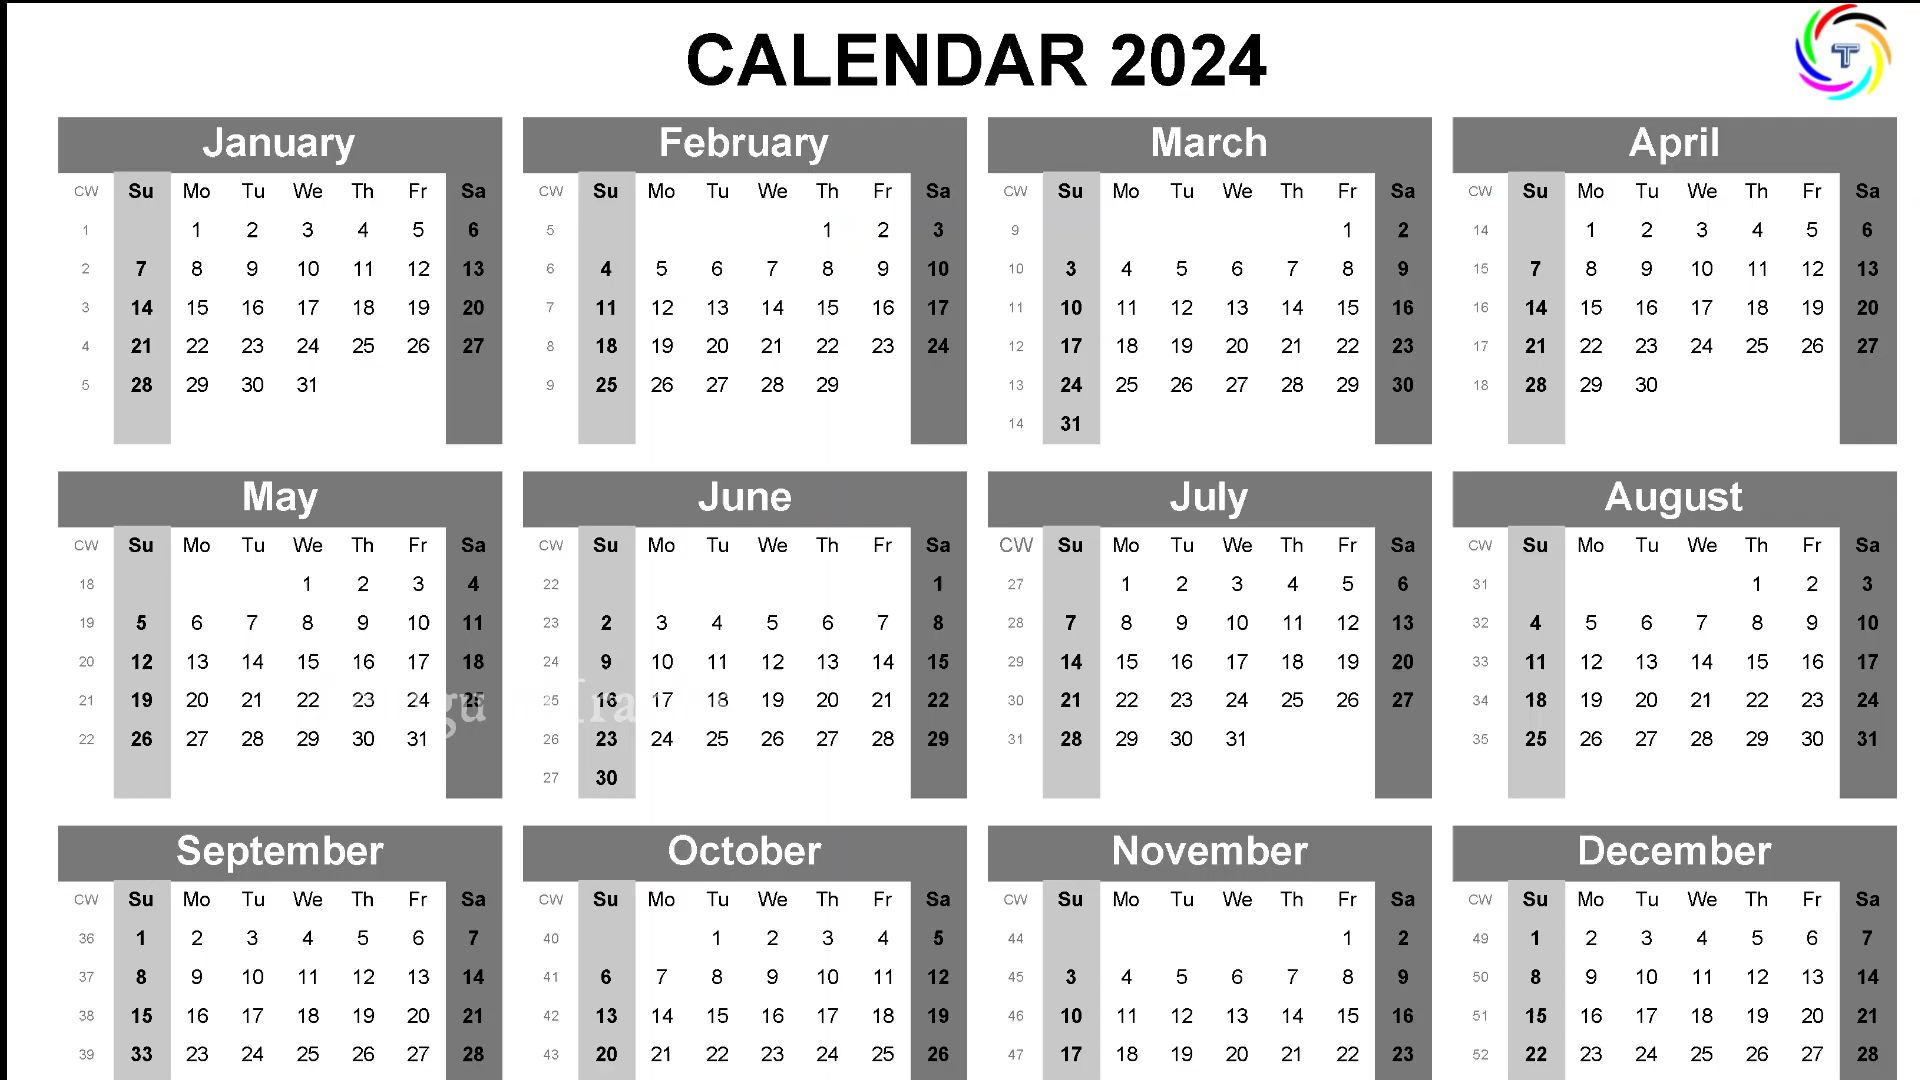 CALENDAR 2024
T
January
CW Su Mo Tu We Th Fr Sa
1 1 2 3 4 5 6
2 7 8 9 10 11 12 13
3 14 15 16 17 18 19 20
4 21 22 23 24 25 26 27
5 28 29 30 31
February
CW Su Mo Tu We Th Fr Sa
5 1 2 3
6 4 5 6 7 8 9 10
7 11 12 13 14 15 16 17
8 18 19 20 21 22 23 24
9 25 26 27 28 29
March
CW Su Mo Tu We Th Fr Sa
9 1 2
10 3 4 5 6 7 8 9
11 10 11 12 13 14 15 16
12 17 18 19 20 21 22 23
13 24 25 26 27 28 29 30
14 31
April
CW Su Mo Tu We Th Fr Sa
14 1 2 3 4 5 6
15 7 8 9 10 11 12 13
16 14 15 16 17 18 19 20
17 21 22 23 24 25 26 27
18 28 29 30
May
CW Su Mo Tu We Th Fr Sa
18 1 2 3 4
19 5 6 7 8 9 10 11
20 12 13 14 15 16 17 18
21 19 20 21 22 23 24 25
22 26 27 28 29 30 31
June
CW Su Mo Tu We Th Fr Sa
22 1
23 2 3 4 5 6 7 8
24 9 10 11 12 13 14 15
25 16 17 18 19 20 21 22
26 23 24 25 26 27 28 29
27 30
July
CW Su Mo Tu We Th Fr Sa
27 1 2 3 4 5 6
28 7 8 9 10 11 12 13
29 14 15 16 17 18 19 20
30 21 22 23 24 25 26 27
31 28 29 30 31
August
CW Su Mo Tu We Th Fr Sa
31 1 2 3
32 4 5 6 7 8 9 10
33 11 12 13 14 15 16 17
34 18 19 20 21 22 23 24
35 25 26 27 28 29 30 31
September
CW Su Mo Tu We Th Fr Sa
36 1 2 3 4 5 6 7
37 8 9 10 11 12 13 14
38 15 16 17 18 19 20 21
39 33 23 24 25 26 27 28
October
CW Su Mo Tu We Th Fr Sa
40 1 2 3 4 5
41 6 7 8 9 10 11 12
42 13 14 15 16 17 18 19
43 20 21 22 23 24 25 26
November
CW Su Mo Tu We Th Fr Sa
44 1 2
45 3 4 5 6 7 8 9
46 10 11 12 13 14 15 16
47 17 18 19 20 21 22 23
December
CW Su Mo Tu We Th Fr Sa
49 1 2 3 4 5 6 7
50 8 9 10 11 12 13 14
51 15 16 17 18 19 20 21
52 22 23 24 25 26 27 28